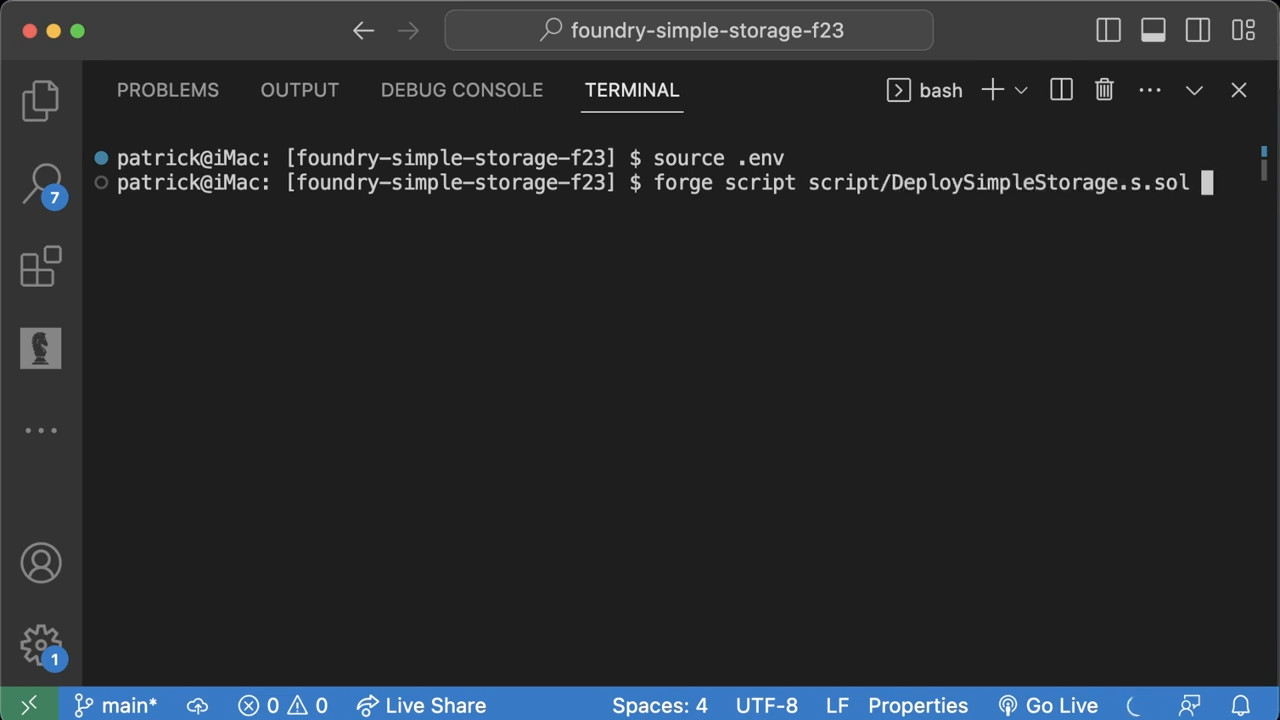 foundry-simple-storage-f23
PROBLEMS OUTPUT DEBUG CONSOLE TERMINAL bash
patrick@iMac: [foundry-simple-storage-f23] $ source .env
patrick@iMac: [foundry-simple-storage-f23] $ forge script script/DeploySimpleStorage.s.sol
7
1
main* 0 0 Live Share Spaces: 4 UTF-8 LF Properties Go Live